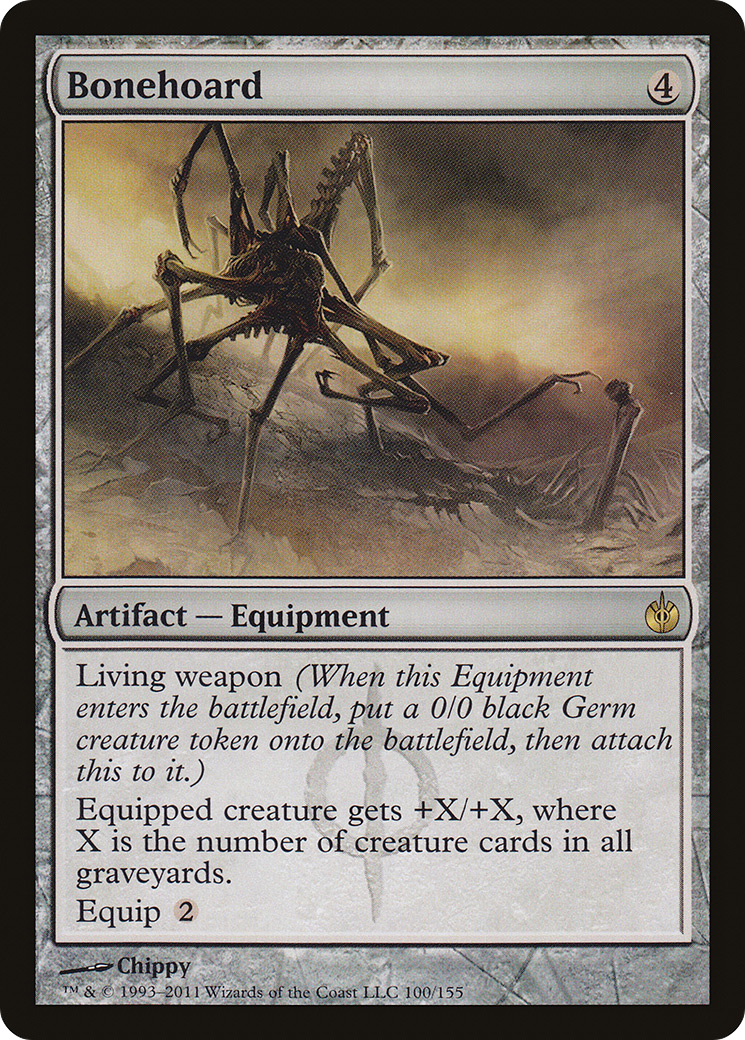 Bonehoard 4
Artifact — Equipment
Living weapon (When this Equipment
enters the battlefield, put a 0/0 black Germ
creature token onto the battlefield, then attach
this to it.)
Equipped creature gets +X/+X, where
X is the number of creature cards in all
graveyards.
Equip 2
Chippy
™ & © 1993–2011 Wizards of the Coast LLC 100/155